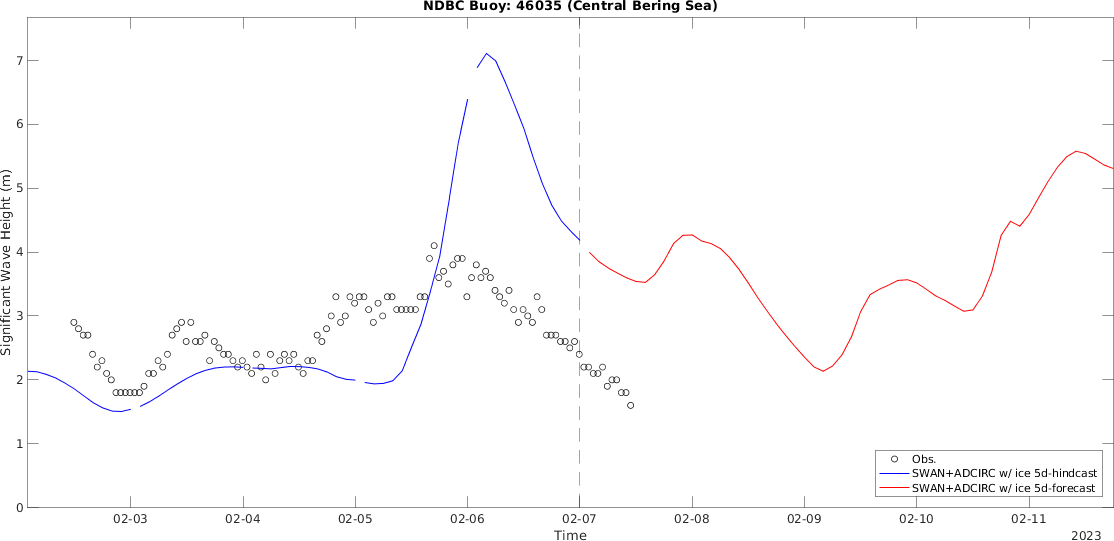 NDBC Buoy: 46035 (Central Bering Sea)
Significant Wave Height (m)
7
6
5
4
3
2
1
0
02-03 02-04 02-05 02-06 02-07 02-08 02-09 02-10 02-11
Time
2023
Obs.
SWAN+ADCIRC w/ ice 5d-hindcast
SWAN+ADCIRC w/ ice 5d-forecast